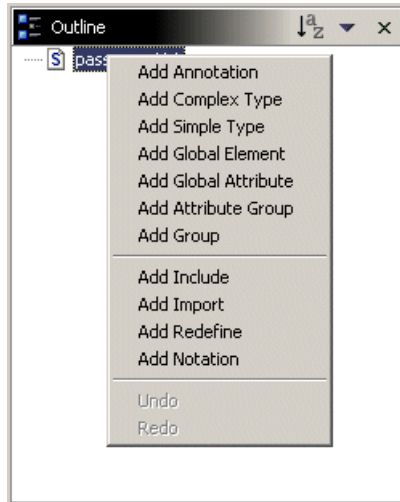 Outline
Add Annotation
Add Complex Type
Add Simple Type
Add Global Element
Add Global Attribute
Add Attribute Group
Add Group
Add Include
Add Import
Add Redefine
Add Notation
Undo
Redo